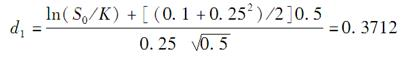 d₁ = ln(S₀/K) + [(0.1 + 0.25²)/2]0.5 / 0.25 √0.5 = 0.3712